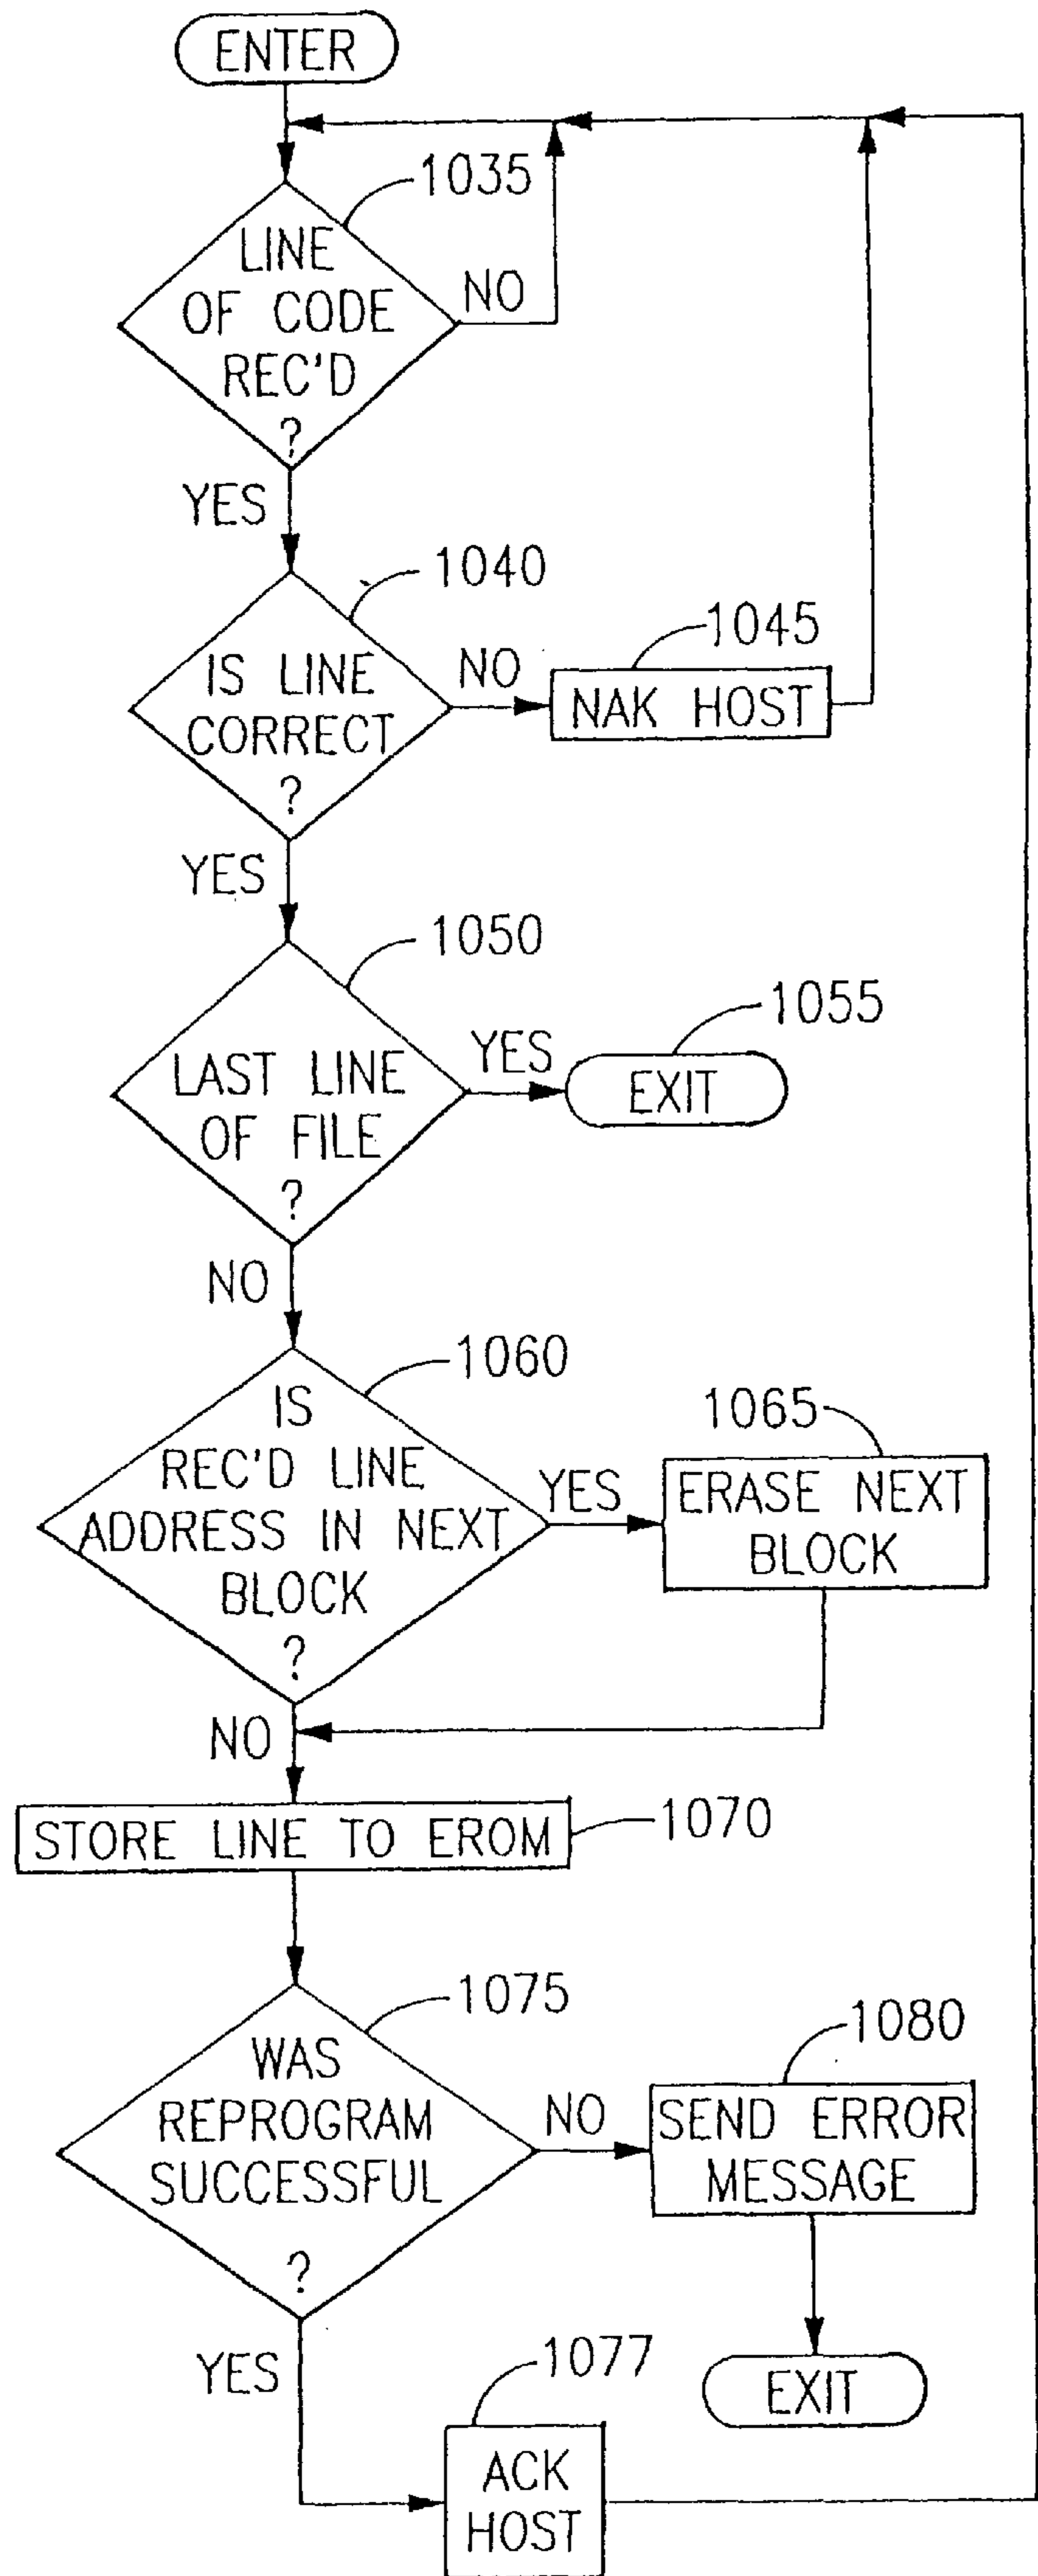 ENTER
1035
LINE
OF CODE
REC'D
?
NO
YES
1040
IS LINE
CORRECT
?
NO
1045
NAK HOST
YES
1050
LAST LINE
OF FILE
?
YES
1055
EXIT
NO
1060
IS
REC'D LINE
ADDRESS IN NEXT
BLOCK
?
YES
1065
ERASE NEXT
BLOCK
NO
STORE LINE TO EROM
1070
1075
WAS
REPROGRAM
SUCCESSFUL
?
NO
1080
SEND ERROR
MESSAGE
EXIT
YES
1077
ACK
HOST